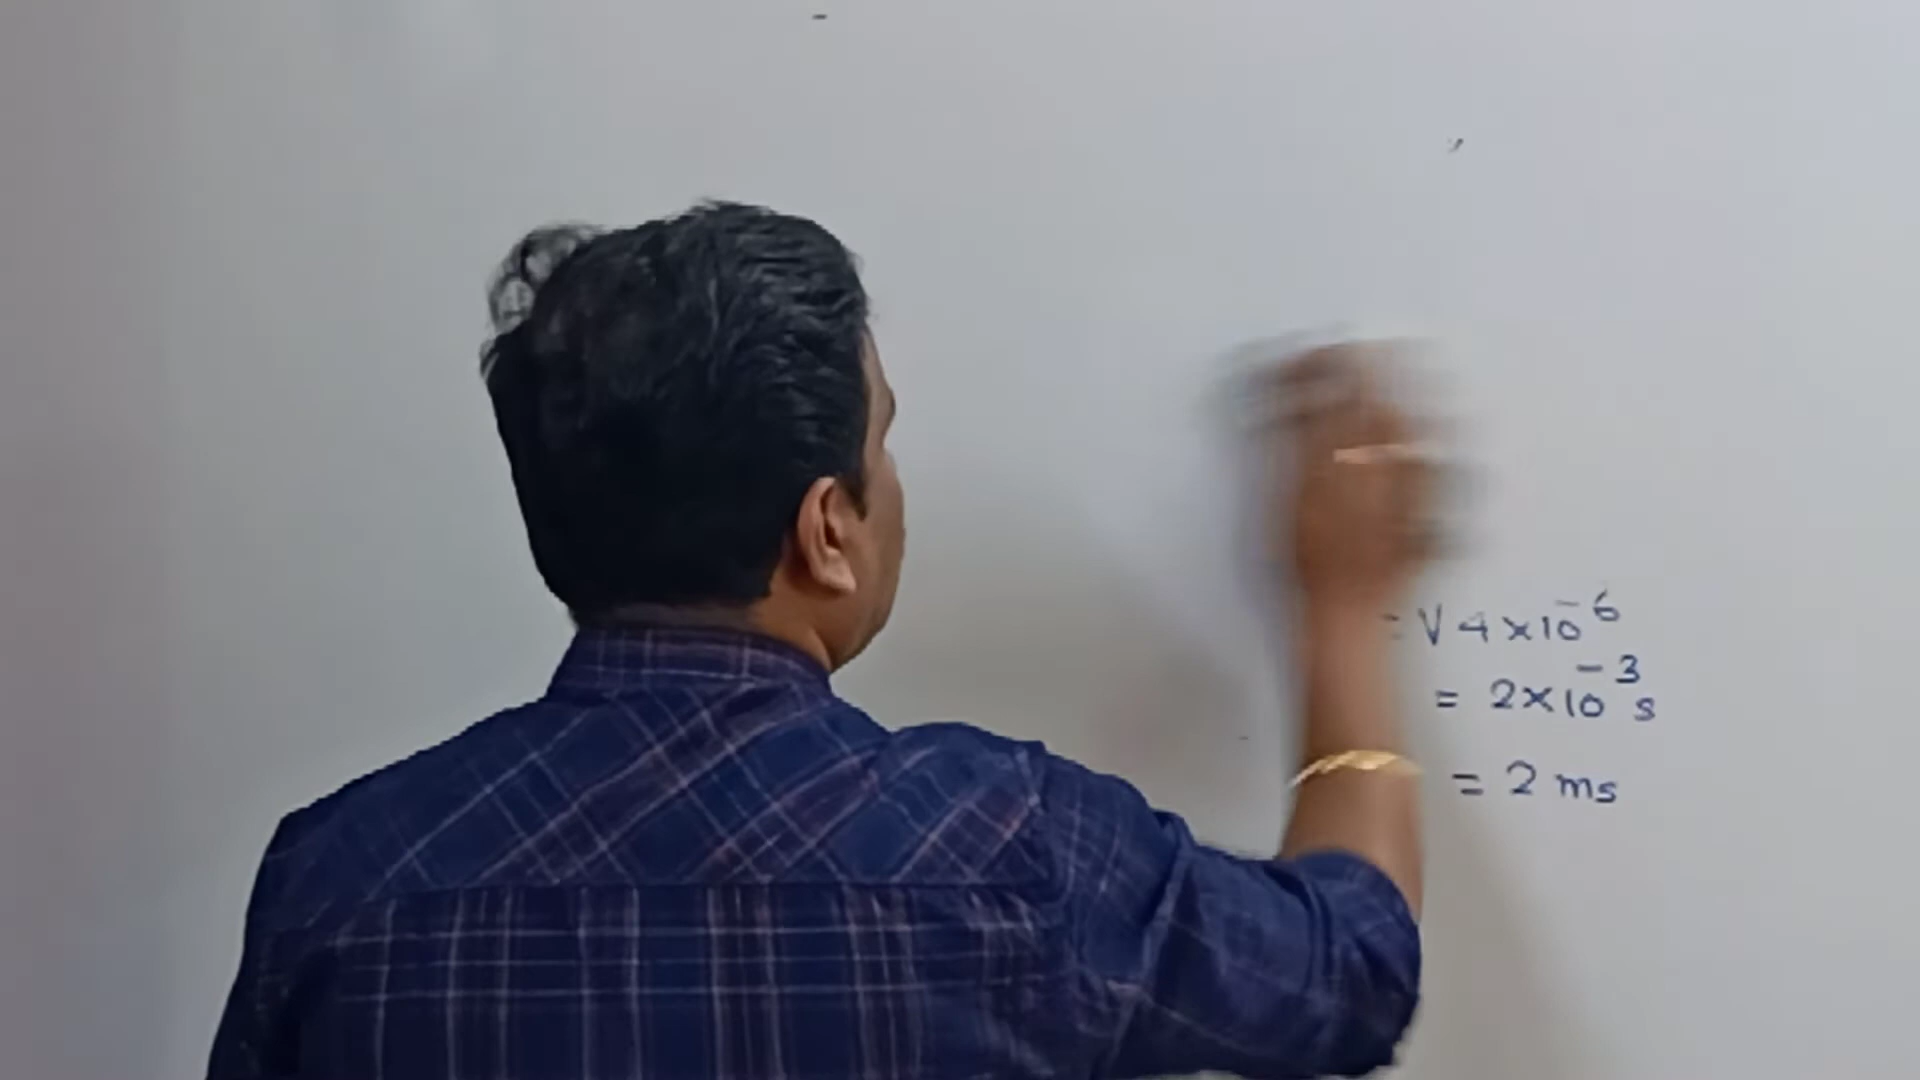 = √4×10⁻⁶
= 2×10⁻³ s
= 2 ms